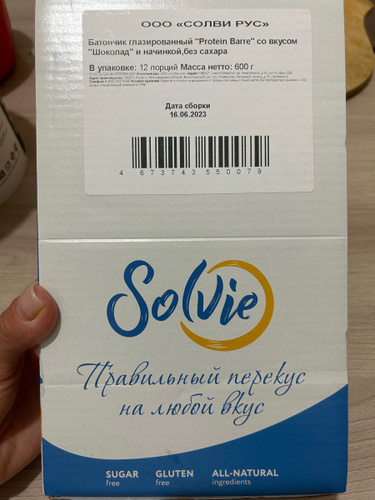 ООО «СОЛВИ РУС»
Батончик глазированный "Protein Barre" со вкусом
"Шоколад" и начинкой,без сахара
В упаковке: 12 порций Масса нетто: 600 г
Дата сборки
16.06.2023
4 673743 550079
Solvie
Правильный перекус
на любой вкус
SUGAR GLUTEN ALL-NATURAL
free free ingredients